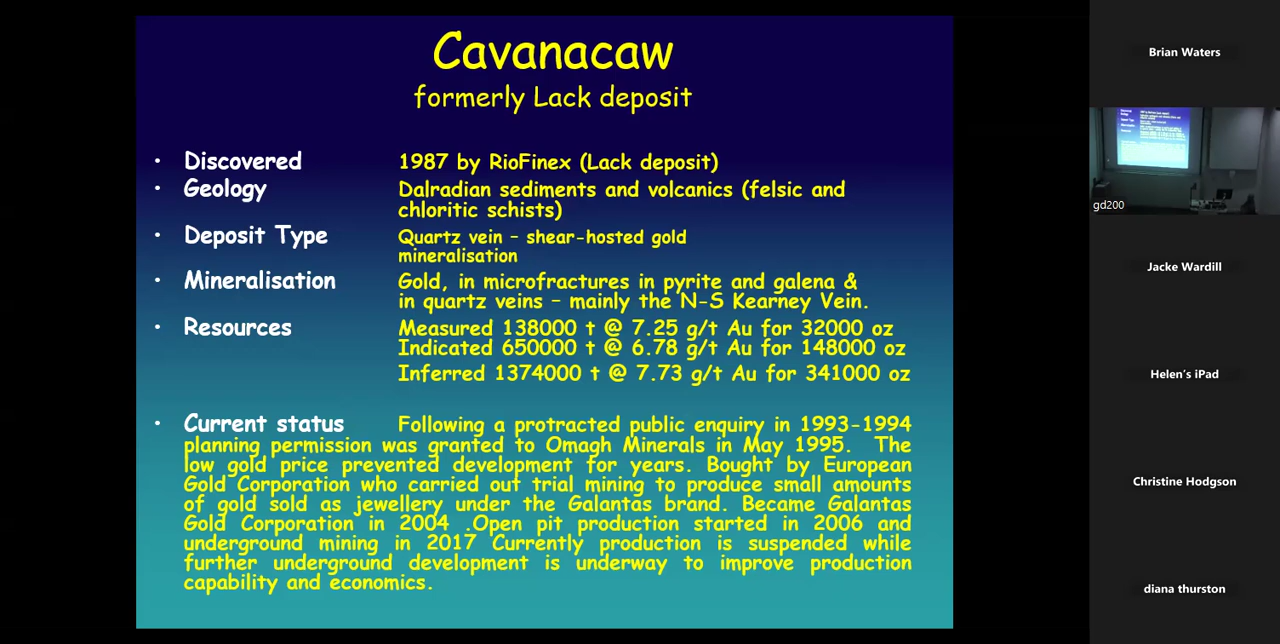 Cavanacaw
formerly Lack deposit
• Discovered 1987 by RioFinex (Lack deposit)
• Geology Dalradian sediments and volcanics (felsic and
chloritic schists)
• Deposit Type Quartz vein – shear-hosted gold
mineralisation
• Mineralisation Gold, in microfractures in pyrite and galena &
in quartz veins – mainly the N-S Kearney Vein.
• Resources Measured 138000 t @ 7.25 g/t Au for 32000 oz
Indicated 650000 t @ 6.78 g/t Au for 148000 oz
Inferred 1374000 t @ 7.73 g/t Au for 341000 oz
• Current status Following a protracted public enquiry in 1993-1994
planning permission was granted to Omagh Minerals in May 1995. The
low gold price prevented development for years. Bought by European
Gold Corporation who carried out trial mining to produce small amounts
of gold sold as jewellery under the Galantas brand. Became Galantas
Gold Corporation in 2004 .Open pit production started in 2006 and
underground mining in 2017 Currently production is suspended while
further underground development is underway to improve production
capability and economics.
Brian Waters
gd200
Jacke Wardill
Helen's iPad
Christine Hodgson
diana thurston